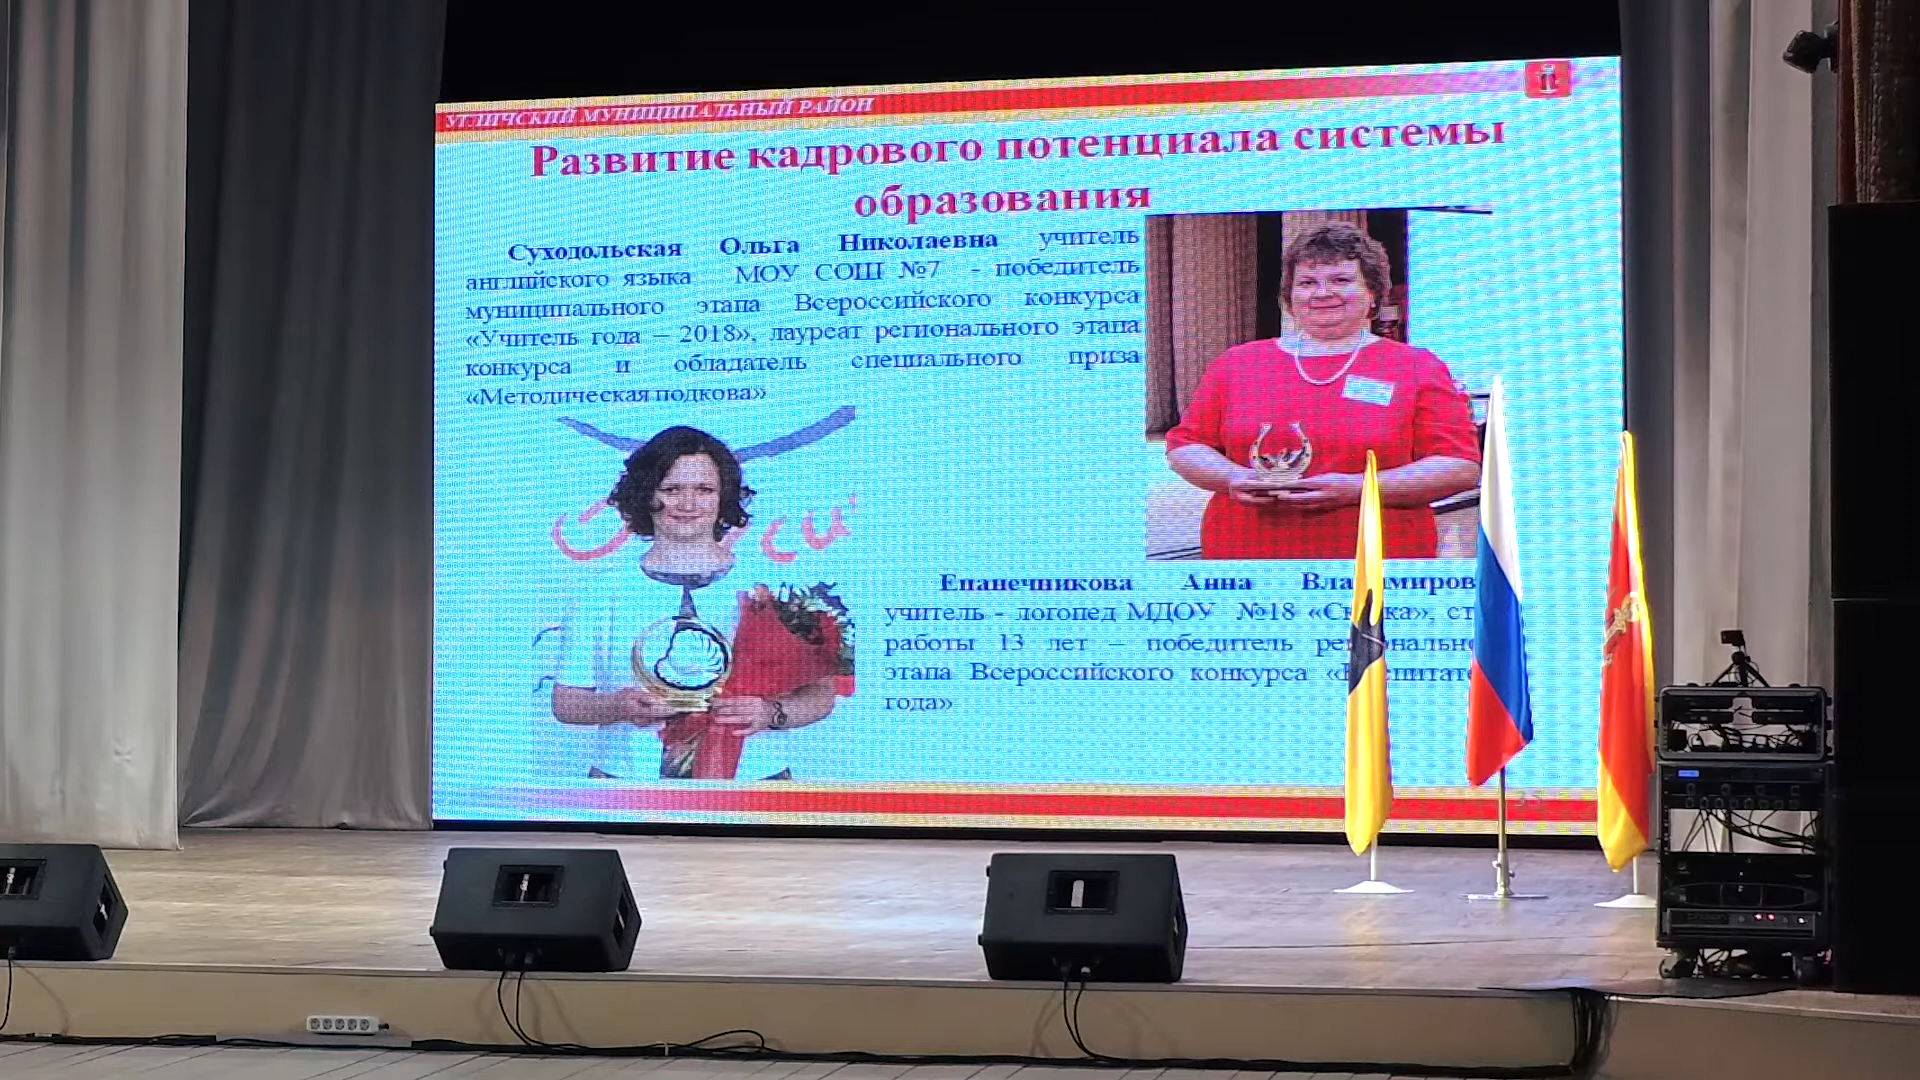 УГЛИЧСКИЙ МУНИЦИПАЛЬНЫЙ РАЙОН
Развитие кадрового потенциала системы
образования
Суходольская Ольга Николаевна учитель
английского языка МОУ СОШ №7 - победитель
муниципального этапа Всероссийского конкурса
«Учитель года – 2018», лауреат регионального этапа
конкурса и обладатель специального приза
«Методическая подкова»
Епанечникова Анна
учитель - логопед МДОУ №18
работы 13 лет – победитель
этапа Всероссийского конкурса
года»